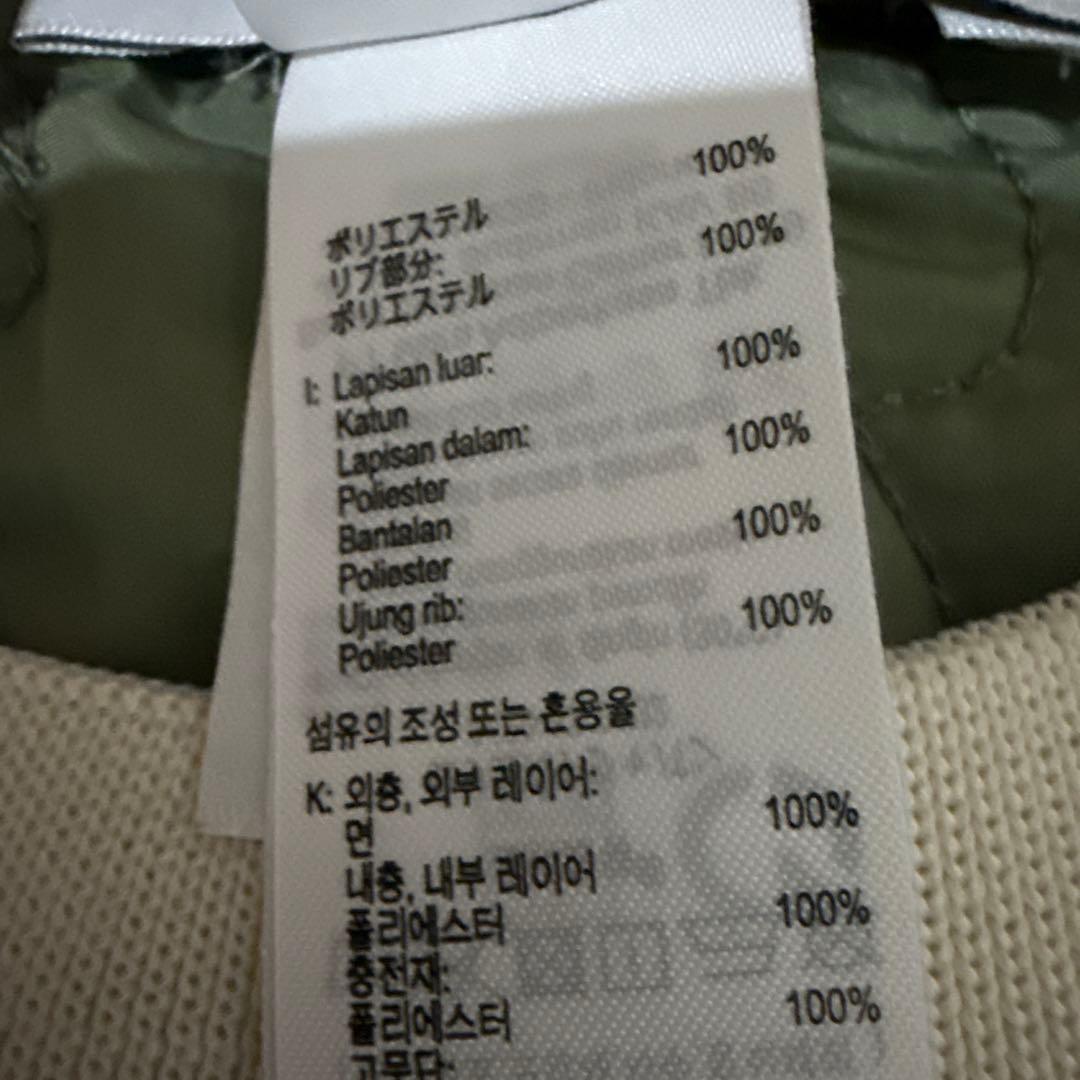 ポリエステル 100%
リブ部分:
ポリエステル 100%
I: Lapisan luar:
Katun 100%
Lapisan dalam:
Poliester 100%
Bantalan
Poliester 100%
Ujung rib:
Poliester 100%
섬유의 조성 또는 혼용율
K: 외층, 외부 레이어:
면 100%
내층, 내부 레이어
폴리에스터 100%
충전재:
폴리에스터 100%
고무단: